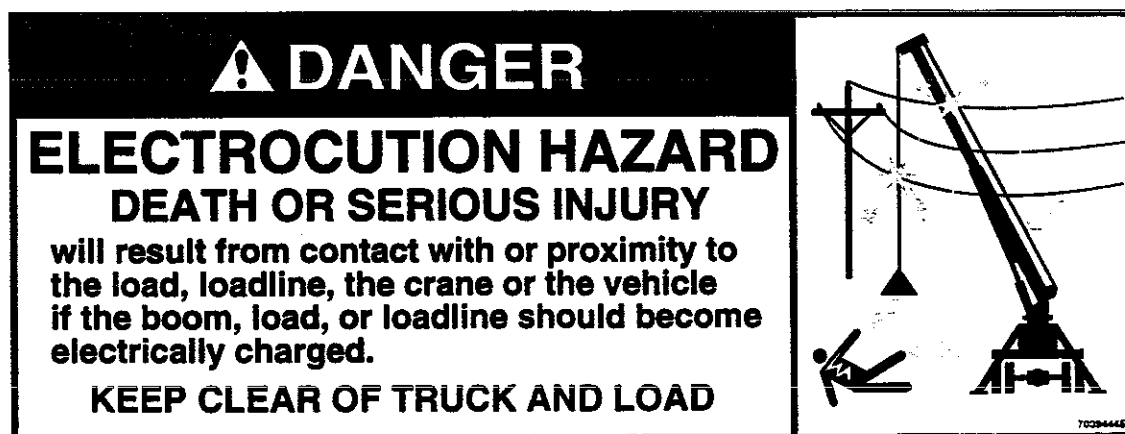 DANGER
ELECTROCUTION HAZARD
DEATH OR SERIOUS INJURY
will result from contact with or proximity to
the load, loadline, the crane or the vehicle
if the boom, load, or loadline should become
electrically charged.
KEEP CLEAR OF TRUCK AND LOAD
70394445